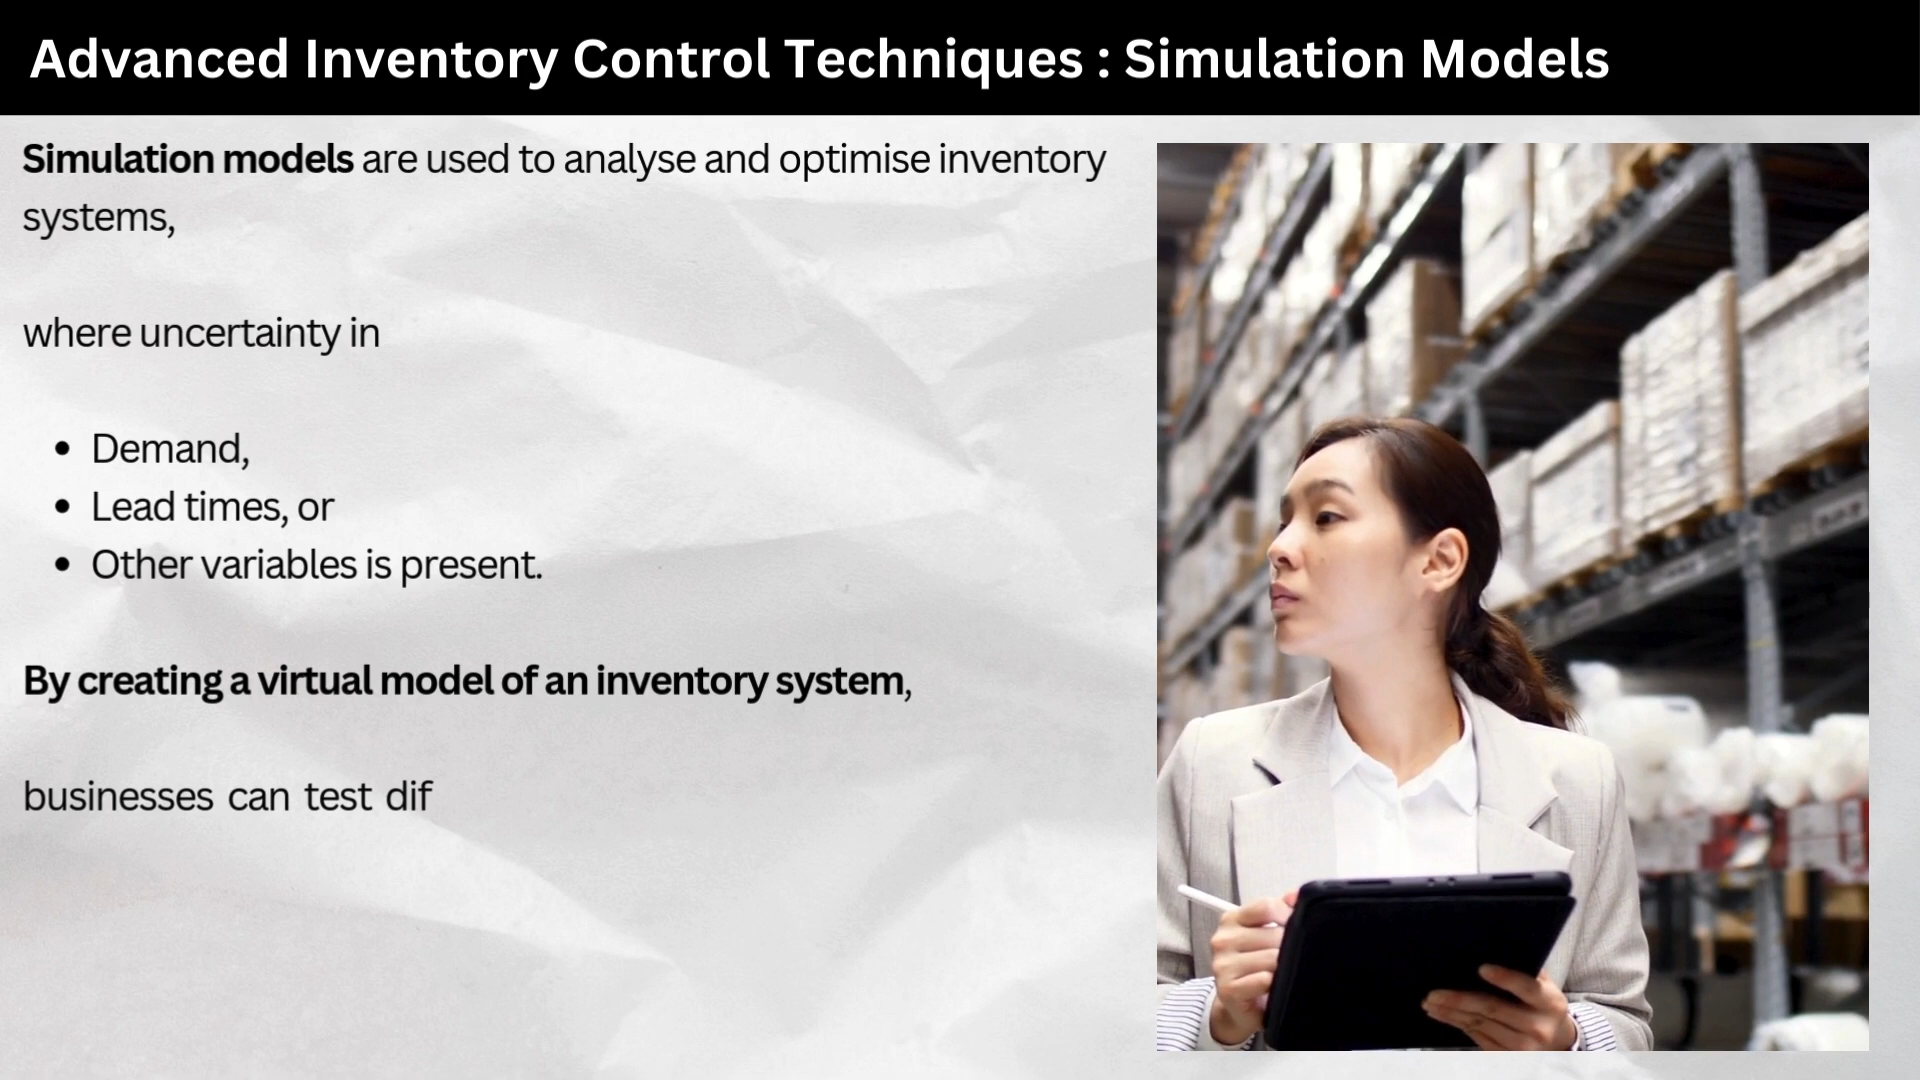 Advanced Inventory Control Techniques : Simulation Models
Simulation models are used to analyse and optimise inventory
systems,
where uncertainty in
• Demand,
• Lead times, or
• Other variables is present.
By creating a virtual model of an inventory system,
businesses can test dif